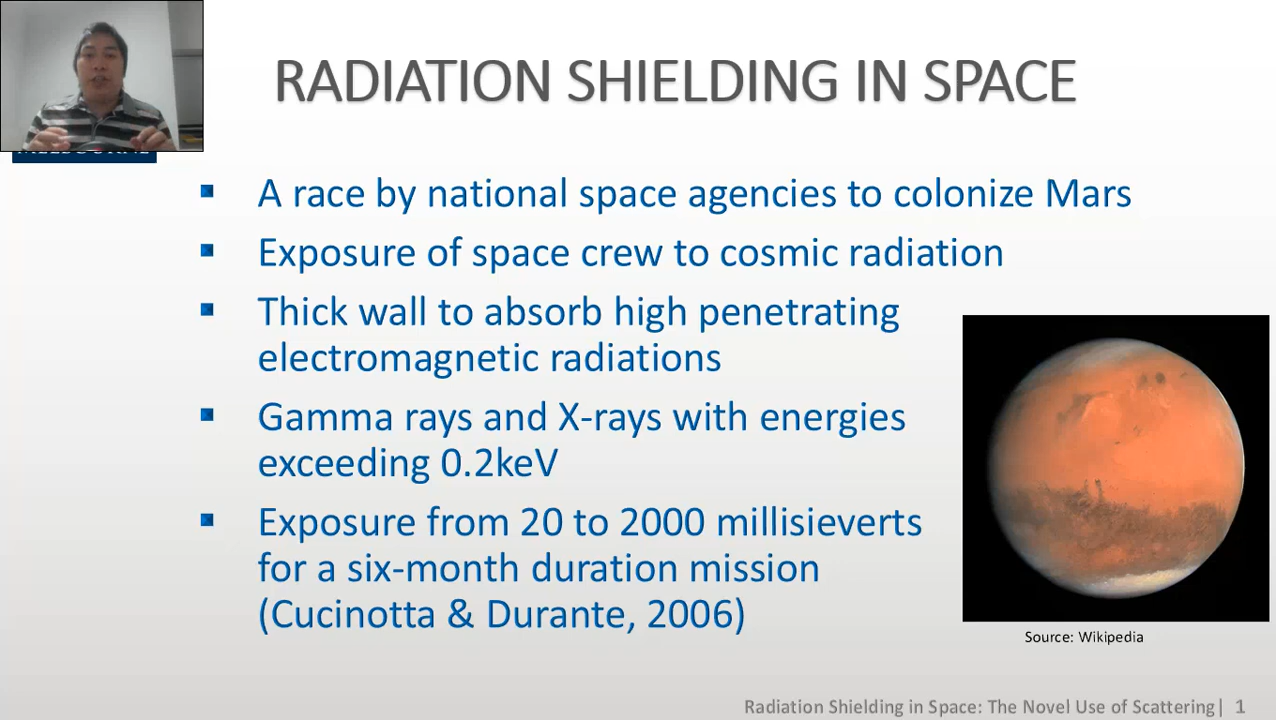 RADIATION SHIELDING IN SPACE
A race by national space agencies to colonize Mars
Exposure of space crew to cosmic radiation
Thick wall to absorb high penetrating
electromagnetic radiations
Gamma rays and X-rays with energies
exceeding 0.2keV
Exposure from 20 to 2000 millisieverts
for a six-month duration mission
(Cucinotta & Durante, 2006)
Source: Wikipedia
Radiation Shielding in Space: The Novel Use of Scattering| 1